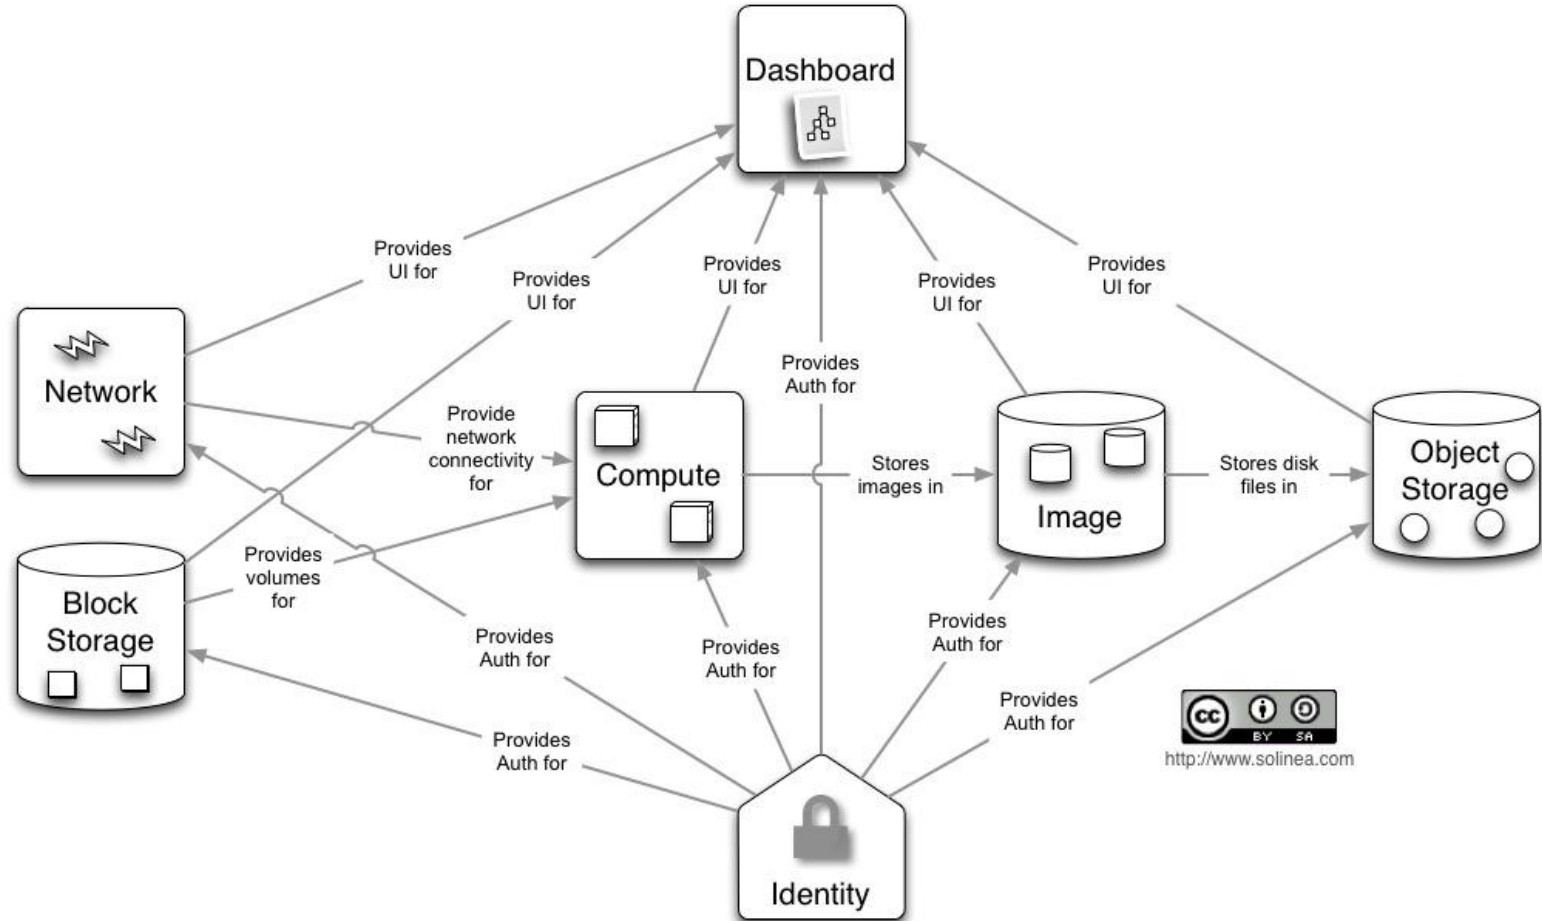 Dashboard
Provides
UI for
Provides
UI for
Provides
UI for
Provides
UI for
Provides
UI for
Provides
Auth for
Network
Provide
network
connectivity
for
Compute
Stores
images in
Image
Stores disk
files in
Object
Storage
Provides
volumes
for
Block
Storage
Provides
Auth for
Provides
Auth for
Provides
Auth for
Provides
Auth for
Provides
Auth for
Identity
cc
BY SA
http://www.solinea.com